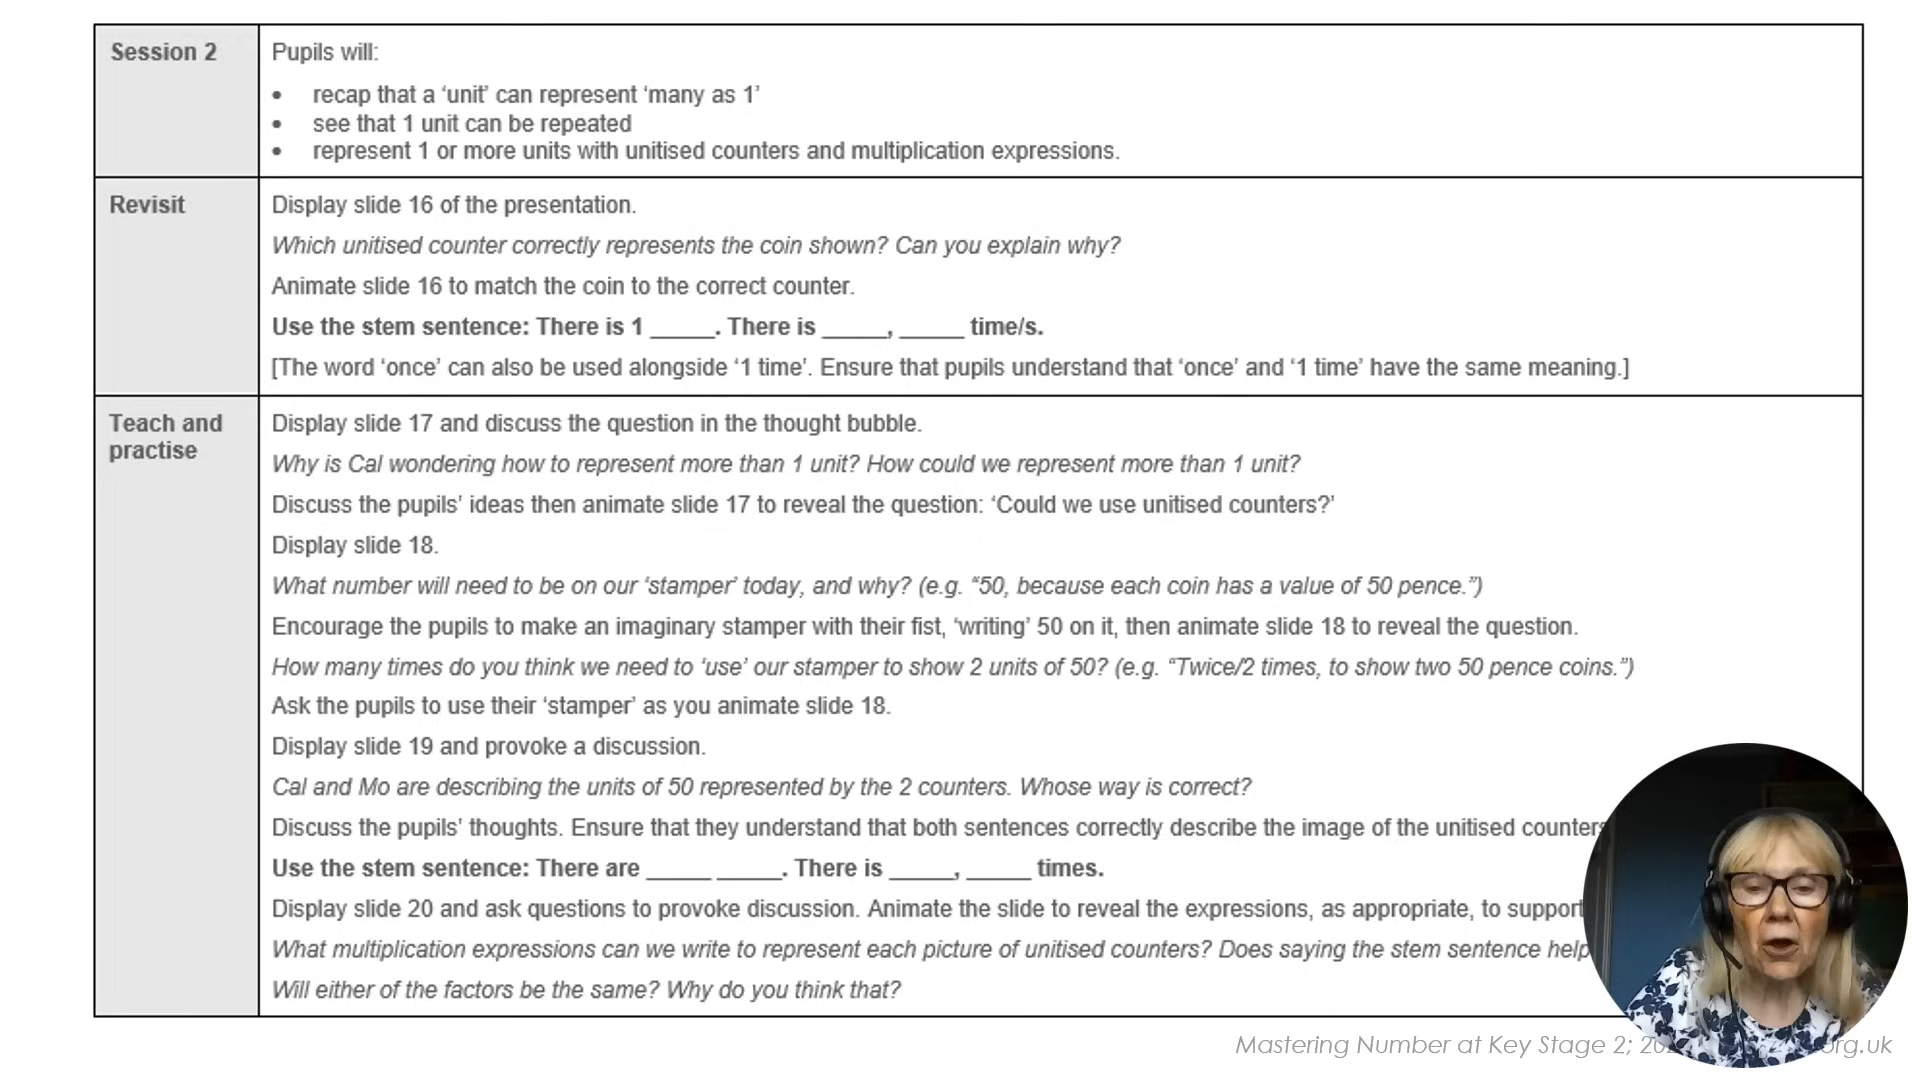 Session 2
Pupils will:
• recap that a ‘unit’ can represent ‘many as 1’
• see that 1 unit can be repeated
• represent 1 or more units with unitised counters and multiplication expressions.
Revisit
Display slide 16 of the presentation.
Which unitised counter correctly represents the coin shown? Can you explain why?
Animate slide 16 to match the coin to the correct counter.
Use the stem sentence: There is 1 _____. There is _____, _____ time/s.
[The word ‘once’ can also be used alongside ‘1 time’. Ensure that pupils understand that ‘once’ and ‘1 time’ have the same meaning.]
Teach and
practise
Display slide 17 and discuss the question in the thought bubble.
Why is Cal wondering how to represent more than 1 unit? How could we represent more than 1 unit?
Discuss the pupils’ ideas then animate slide 17 to reveal the question: ‘Could we use unitised counters?’
Display slide 18.
What number will need to be on our ‘stamper’ today, and why? (e.g. “50, because each coin has a value of 50 pence.”)
Encourage the pupils to make an imaginary stamper with their fist, ‘writing’ 50 on it, then animate slide 18 to reveal the question.
How many times do you think we need to ‘use’ our stamper to show 2 units of 50? (e.g. “Twice/2 times, to show two 50 pence coins.”)
Ask the pupils to use their ‘stamper’ as you animate slide 18.
Display slide 19 and provoke a discussion.
Cal and Mo are describing the units of 50 represented by the 2 counters. Whose way is correct?
Discuss the pupils’ thoughts. Ensure that they understand that both sentences correctly describe the image of the unitised counters
Use the stem sentence: There are _____ _____. There is _____, _____ times.
Display slide 20 and ask questions to provoke discussion. Animate the slide to reveal the expressions, as appropriate, to support
What multiplication expressions can we write to represent each picture of unitised counters? Does saying the stem sentence help
Will either of the factors be the same? Why do you think that?
Mastering Number at Key Stage 2; org.uk